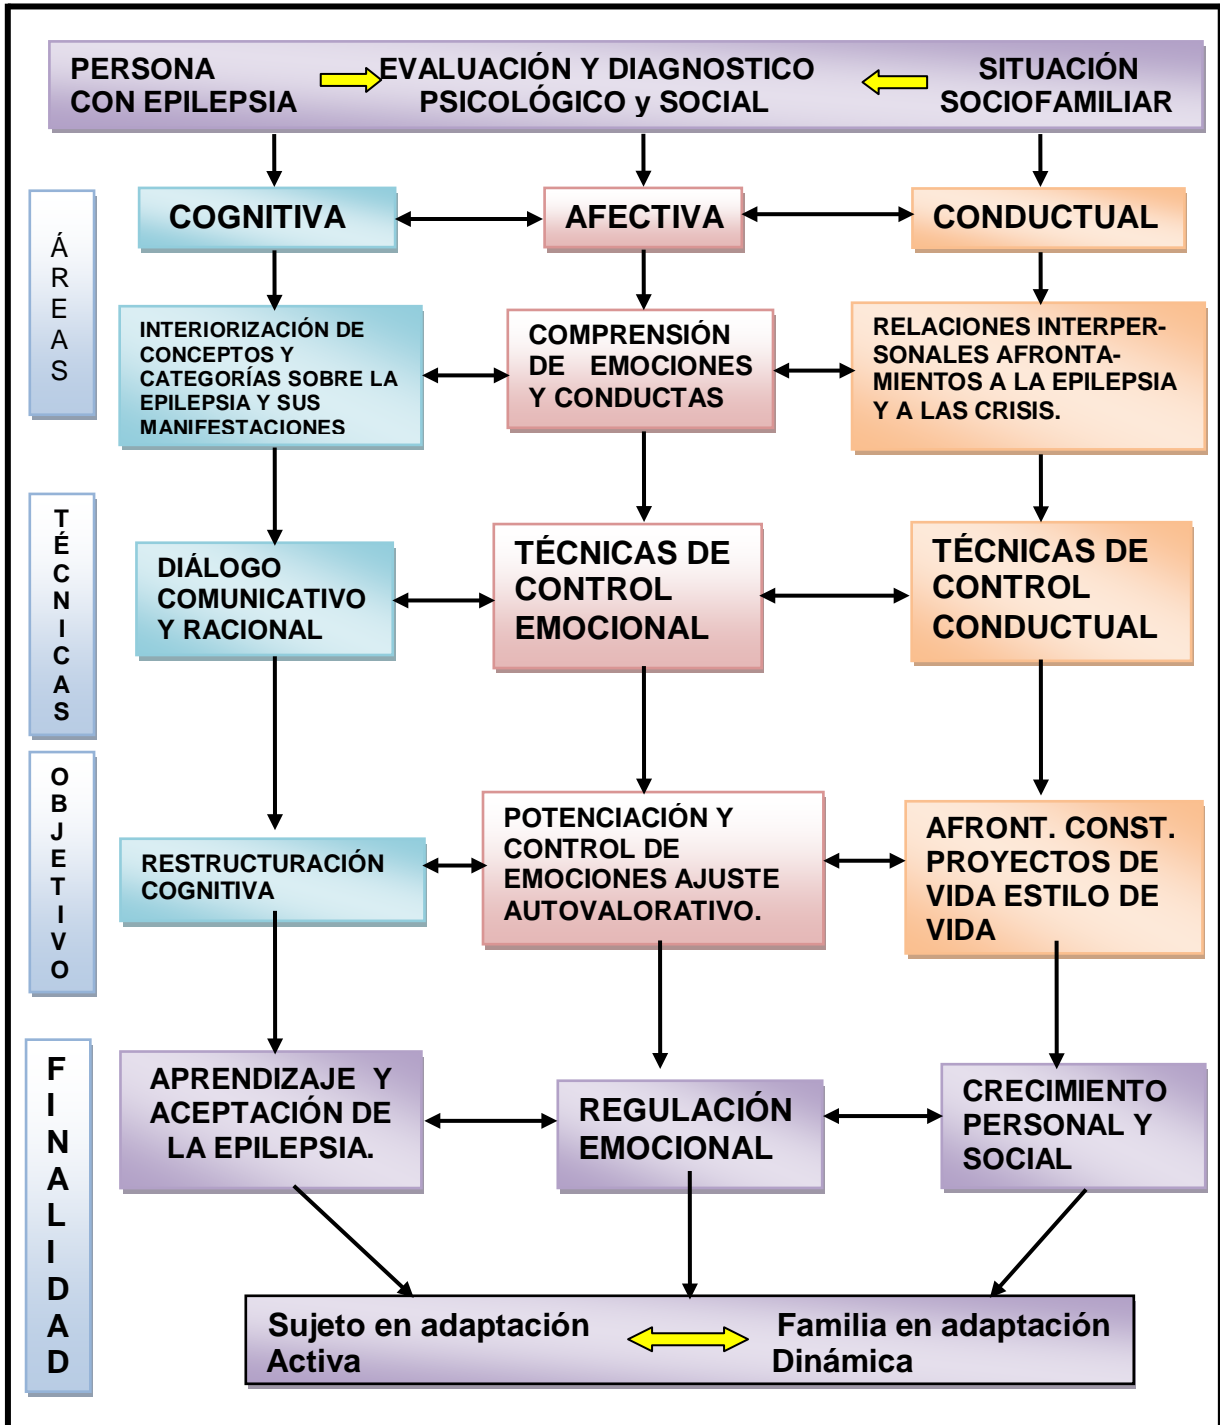 PERSONA
CON EPILEPSIA
EVALUACIÓN Y DIAGNOSTICO
PSICOLÓGICO y SOCIAL
SITUACIÓN
SOCIOFAMILIAR
ÁREAS
COGNITIVA
AFECTIVA
CONDUCTUAL
INTERIORIZACIÓN DE
CONCEPTOS Y
CATEGORÍAS SOBRE LA
EPILEPSIA Y SUS
MANIFESTACIONES
COMPRENSIÓN
DE EMOCIONES
Y CONDUCTAS
RELACIONES INTERPER-
SONALES AFRONTA-
MIENTOS A LA EPILEPSIA
Y A LAS CRISIS.
TÉCNICAS
DIÁLOGO
COMUNICATIVO
Y RACIONAL
TÉCNICAS DE
CONTROL
EMOCIONAL
TÉCNICAS DE
CONTROL
CONDUCTUAL
OBJETIVO
RESTRUCTURACIÓN
COGNITIVA
POTENCIACIÓN Y
CONTROL DE
EMOCIONES AJUSTE
AUTOVALORATIVO.
AFRONT. CONST.
PROYECTOS DE
VIDA ESTILO DE
VIDA
FINALIDAD
APRENDIZAJE Y
ACEPTACIÓN DE
LA EPILEPSIA.
REGULACIÓN
EMOCIONAL
CRECIMIENTO
PERSONAL Y
SOCIAL
Sujeto en adaptación
Activa
Familia en adaptación
Dinámica